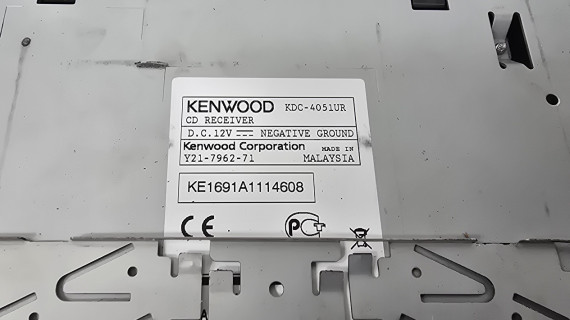 KENWOOD KDC-4051UR
CD RECEIVER
D.C.12V NEGATIVE GROUND
Kenwood Corporation MADE IN
Y21-7962-71 MALAYSIA
KE1691A1114608
CE PCT